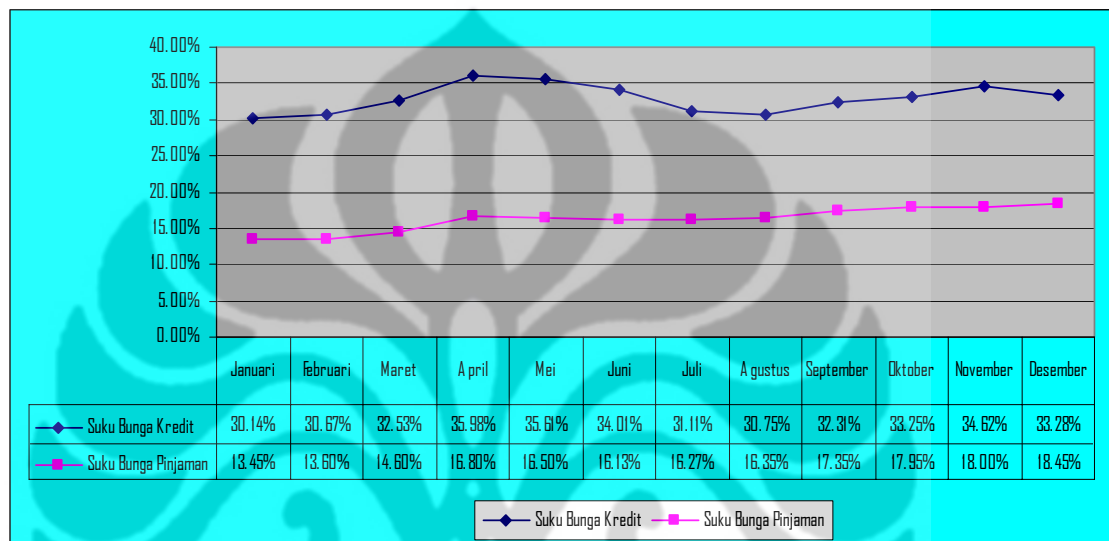 40.00%
35.00%
30.00%
25.00%
20.00%
15.00%
10.00%
5.00%
0.00%
Januari Februari Maret April Mei Juni Juli Agustus September Oktober November Desember
Suku Bunga Kredit 30.14% 30.67% 32.53% 35.98% 35.61% 34.01% 31.11% 30.75% 32.31% 33.25% 34.62% 33.28%
Suku Bunga Pinjaman 13.45% 13.60% 14.60% 16.80% 16.50% 16.13% 16.27% 16.35% 17.35% 17.95% 18.00% 18.45%
Suku Bunga Kredit Suku Bunga Pinjaman